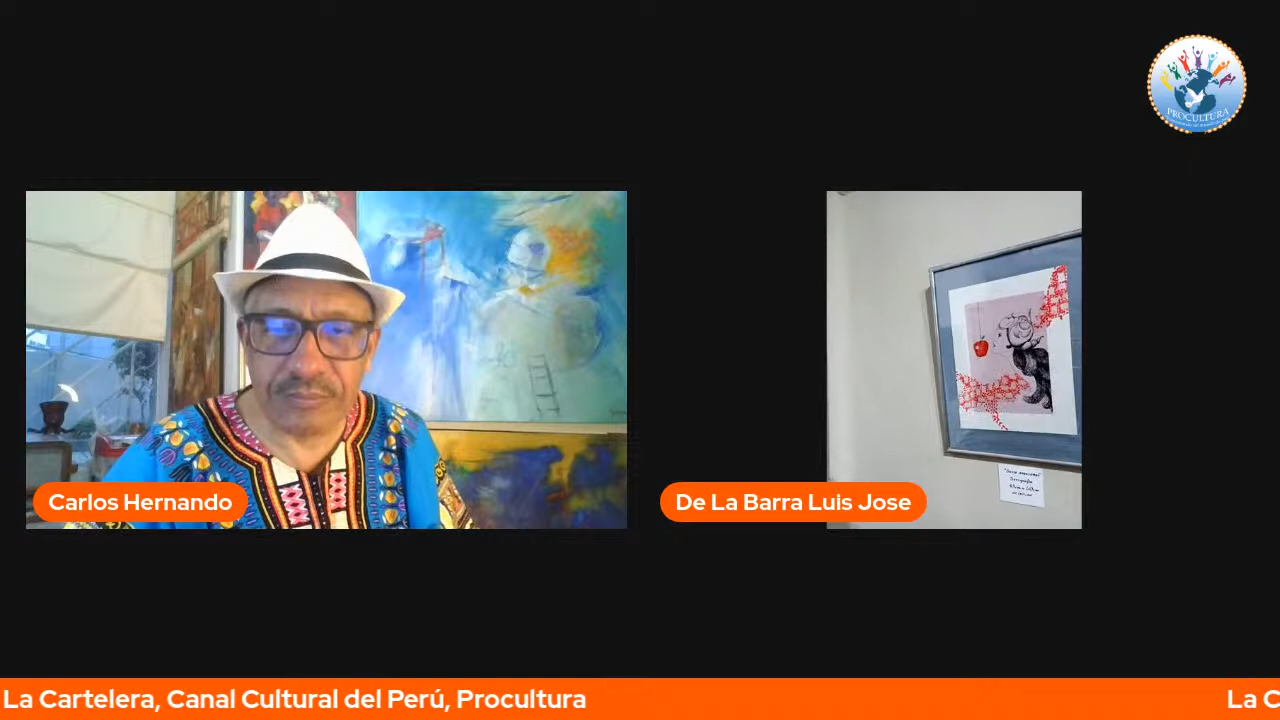 PROCULTURA
Carlos Hernando
De La Barra Luis Jose
La Cartelera, Canal Cultural del Perú, Procultura
La C